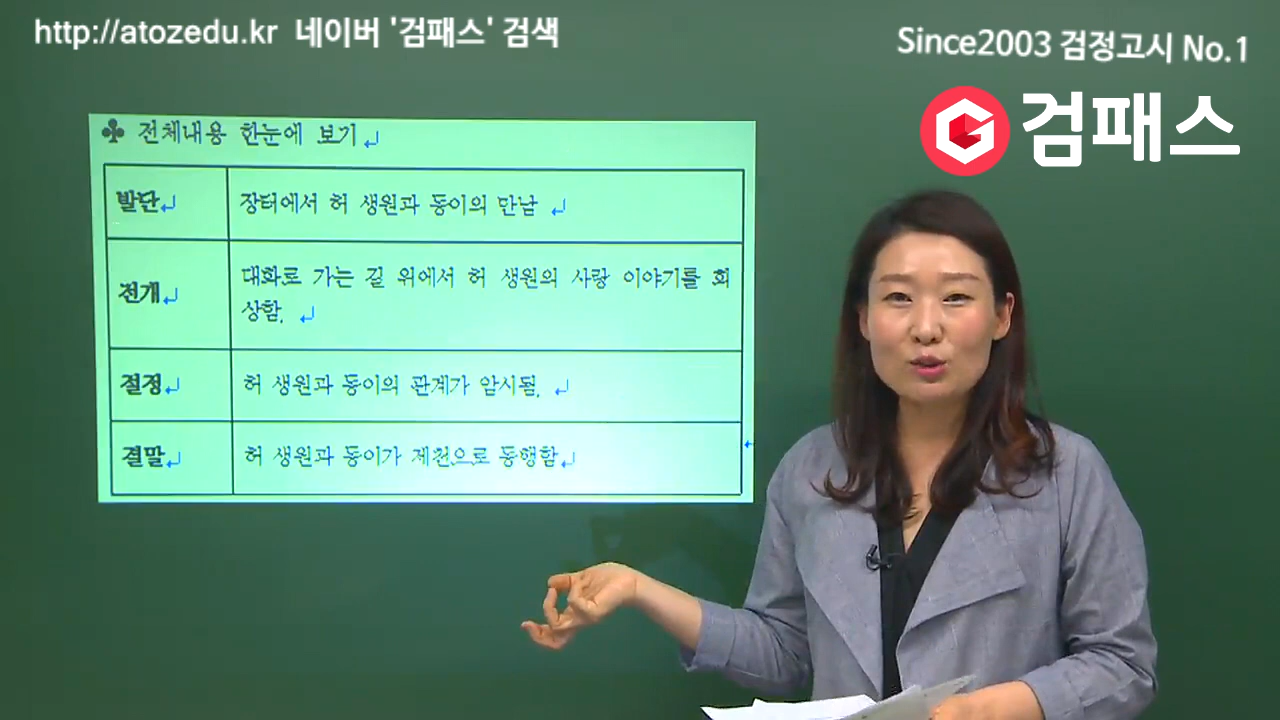 http://atozedu.kr 네이버 '검패스' 검색
Since2003 검정고시 No.1
검패스
♣ 전체내용 한눈에 보기
발단
장터에서 허 생원과 동이의 만남
전개
대화로 가는 길 위에서 허 생원의 사랑 이야기를 회
상함.
절정
허 생원과 동이의 관계가 암시됨.
결말
허 생원과 동이가 제천으로 동행함